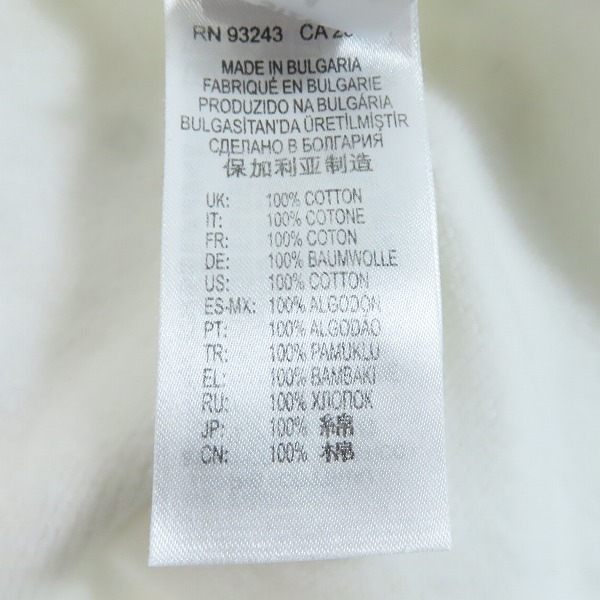 RN 93243 CA
MADE IN BULGARIA
FABRIQUÉ EN BULGARIE
PRODUZIDO NA BULGÁRIA
BULGASİTAN'DA ÜRETİLMİŞTİR
СДЕЛАНО В БОЛГАРИЯ
保加利亚制造
UK: 100% COTTON
IT: 100% COTONE
FR: 100% COTON
DE: 100% BAUMWOLLE
US: 100% COTTON
ES-MX: 100% ALGODON
PT: 100% ALGODÃO
TR: 100% PAMUKLU
EL: 100% BAMBAKI
RU: 100% ХЛОПОК
JP: 100% 綿
CN: 100% 棉